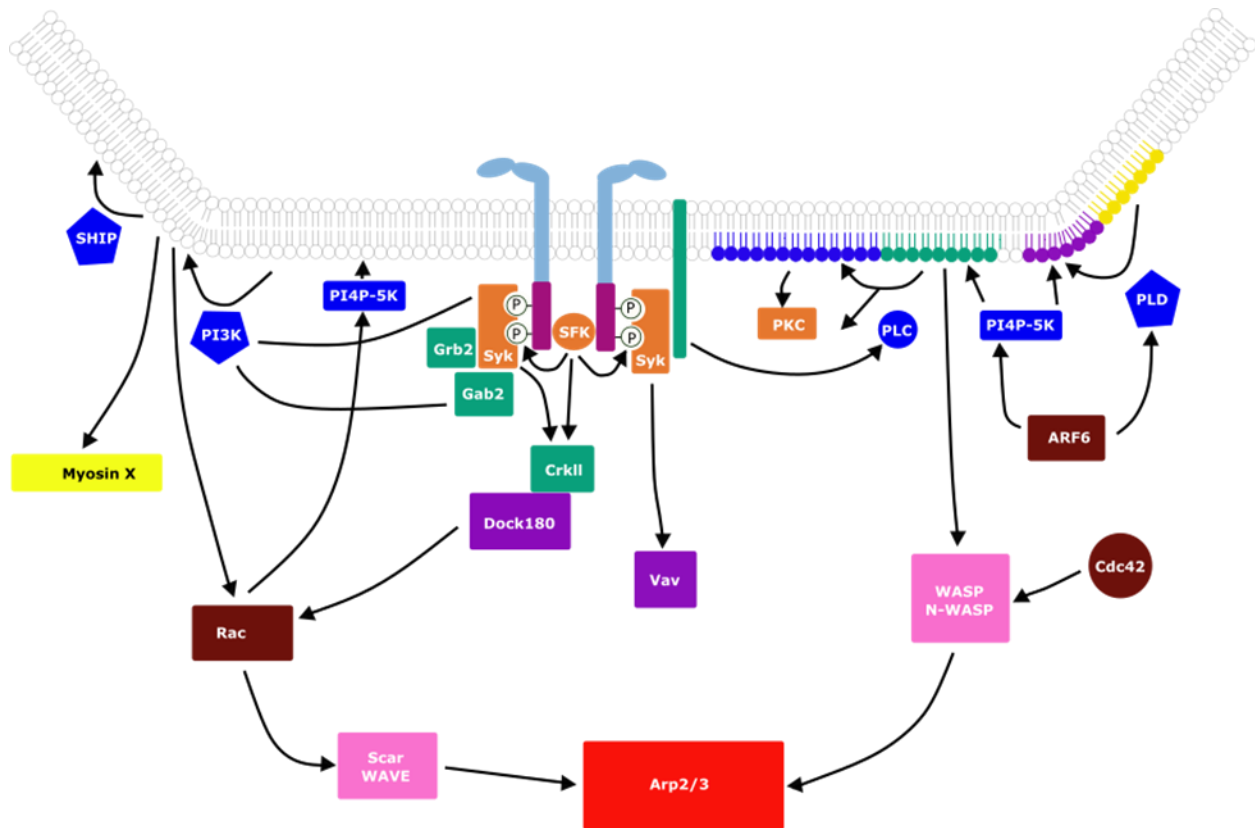 SHIP
PI3K
PI4P-5K
Grb2
Syk
Gab2
P
P
SFK
P
P
Syk
PKC
PLC
PI4P-5K
PLD
ARF6
Myosin X
CrkII
Dock180
Vav
WASP
N-WASP
Cdc42
Rac
Scar
WAVE
Arp2/3